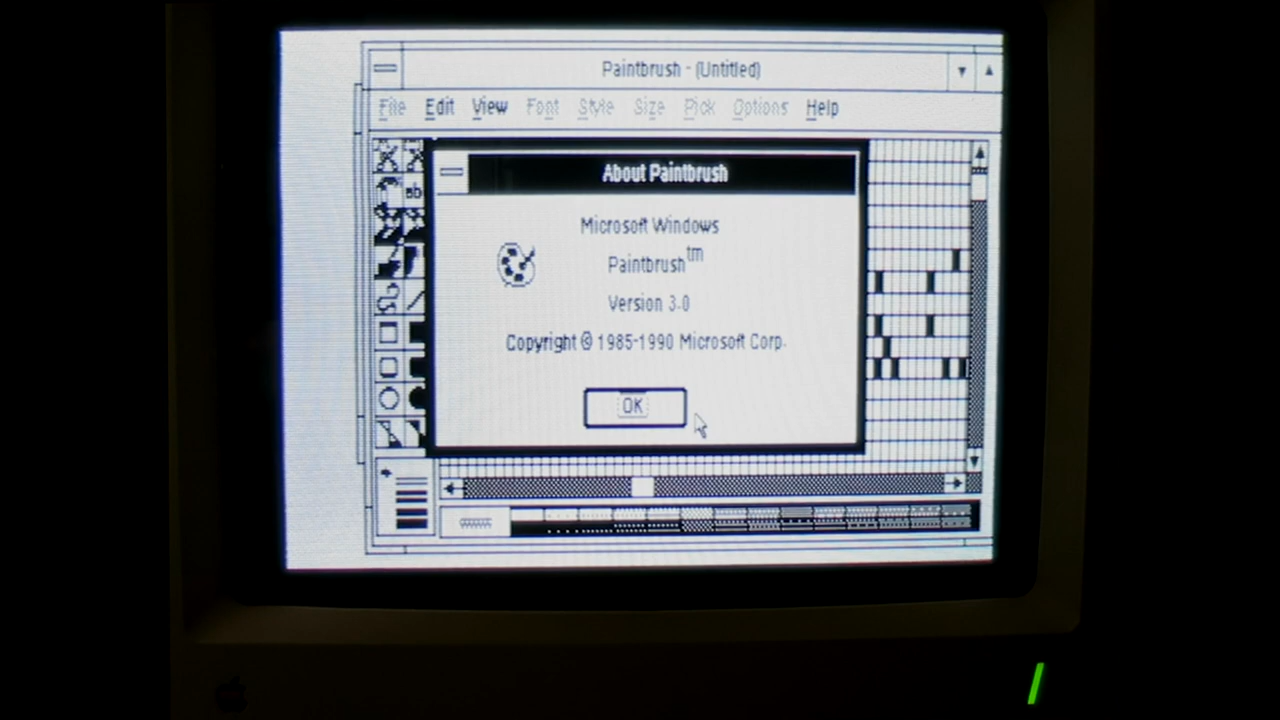 Paintbrush - (Untitled)
File Edit View Font Style Size Pick Options Help
About Paintbrush
ab
Microsoft Windows
Paintbrush™
Version 3.0
Copyright © 1985-1990 Microsoft Corp.
OK